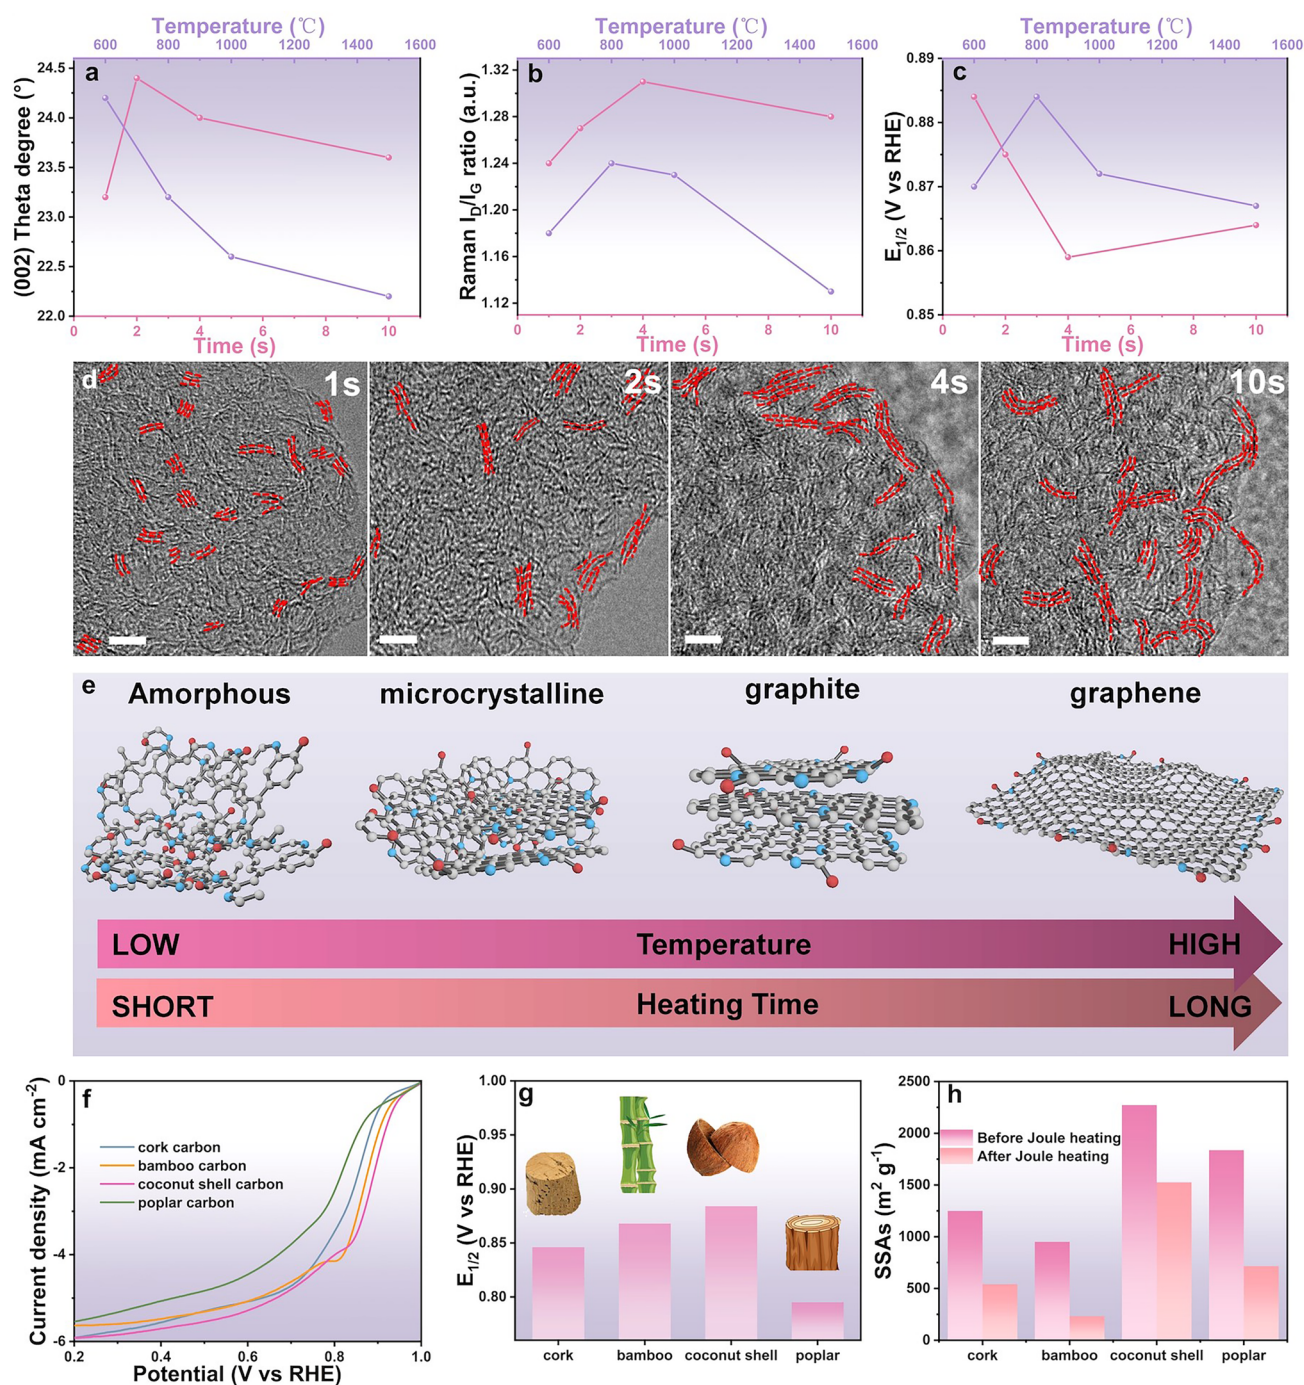 Temperature (℃)
600 800 1000 1200 1400 1600
a
(002) Theta degree (°)
24.5
24.0
23.5
23.0
22.5
22.0
0 2 4 6 8 10
Time (s)
Temperature (℃)
600 800 1000 1200 1400 1600
b
Raman I_D/I_G ratio (a.u.)
1.32
1.28
1.24
1.20
1.16
1.12
0 2 4 6 8 10
Time (s)
Temperature (℃)
600 800 1000 1200 1400 1600
c
E_1/2 (V vs RHE)
0.89
0.88
0.87
0.86
0.85
0 2 4 6 8 10
Time (s)
d
1s
2s
4s
10s
e
Amorphous
microcrystalline
graphite
graphene
LOW Temperature HIGH
SHORT Heating Time LONG
f
Current density (mA cm⁻²)
0
-2
-4
-6
cork carbon
bamboo carbon
coconut shell carbon
poplar carbon
0.2 0.4 0.6 0.8 1.0
Potential (V vs RHE)
g
E_1/2 (V vs RHE)
1.00
0.95
0.90
0.85
0.80
cork bamboo coconut shell poplar
h
SSAs (m² g⁻¹)
2500
2000
1500
1000
500
0
Before Joule heating
After Joule heating
cork bamboo coconut shell poplar